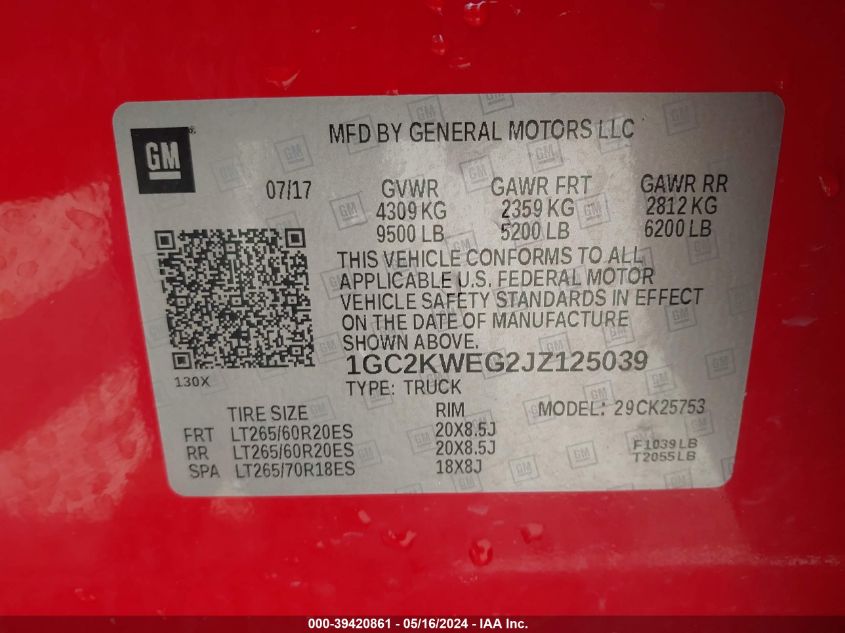 GM
MFD BY GENERAL MOTORS LLC
07/17 GVWR GAWR FRT GAWR RR
4309 KG 2359 KG 2812 KG
9500 LB 5200 LB 6200 LB
THIS VEHICLE CONFORMS TO ALL
APPLICABLE U.S. FEDERAL MOTOR
VEHICLE SAFETY STANDARDS IN EFFECT
ON THE DATE OF MANUFACTURE
SHOWN ABOVE.
1GC2KWEG2JZ125039
130X
TYPE: TRUCK
TIRE SIZE RIM MODEL: 29CK25753
FRT LT265/60R20ES 20X8.5J F1039LB
RR LT265/60R20ES 20X8.5J T2055LB
SPA LT265/70R18ES 18X8J
000-39420861 - 05/16/2024 - IAA Inc.